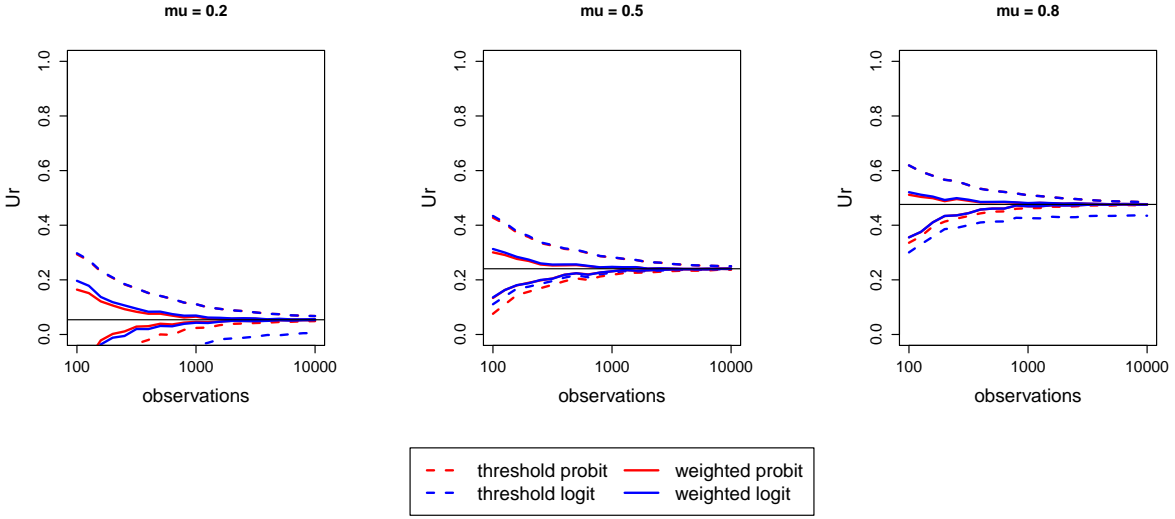 mu = 0.2
mu = 0.5
mu = 0.8
Ur
0.0
0.2
0.4
0.6
0.8
1.0
100
1000
10000
observations
Ur
0.0
0.2
0.4
0.6
0.8
1.0
100
1000
10000
observations
Ur
0.0
0.2
0.4
0.6
0.8
1.0
100
1000
10000
observations
threshold probit
threshold logit
weighted probit
weighted logit